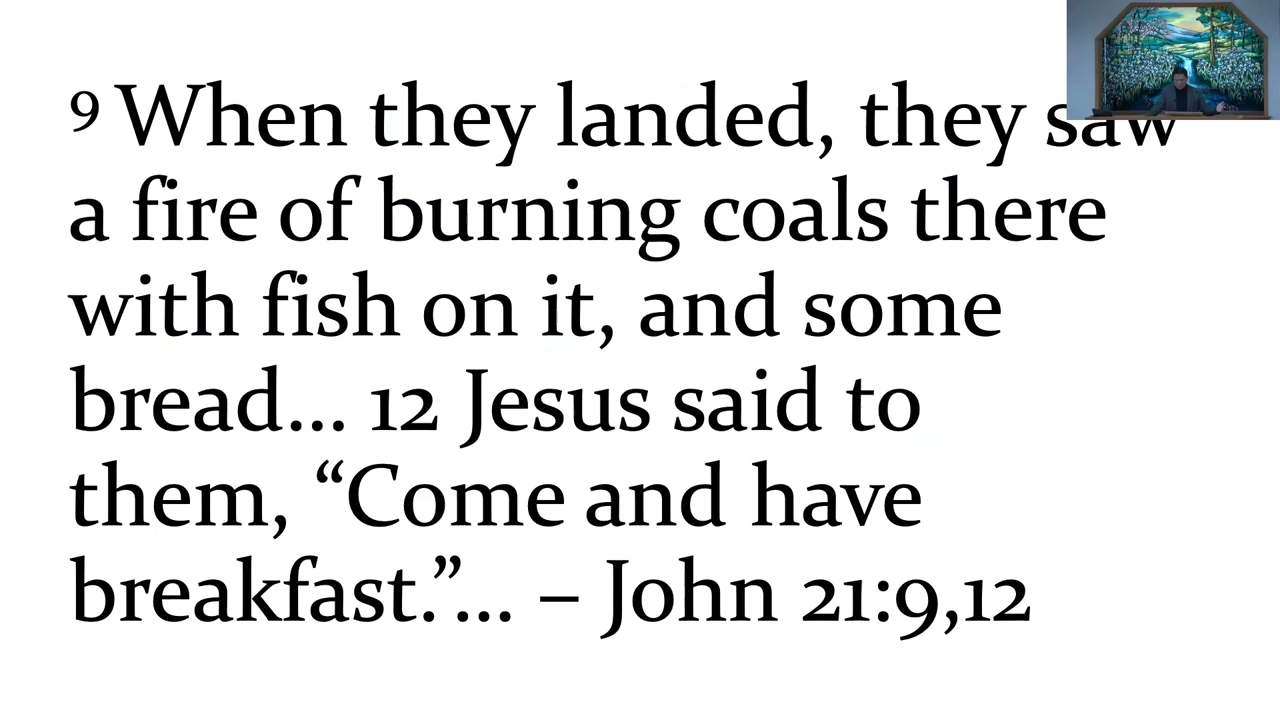 9 When they landed, they saw
a fire of burning coals there
with fish on it, and some
bread... 12 Jesus said to
them, “Come and have
breakfast.”... – John 21:9,12